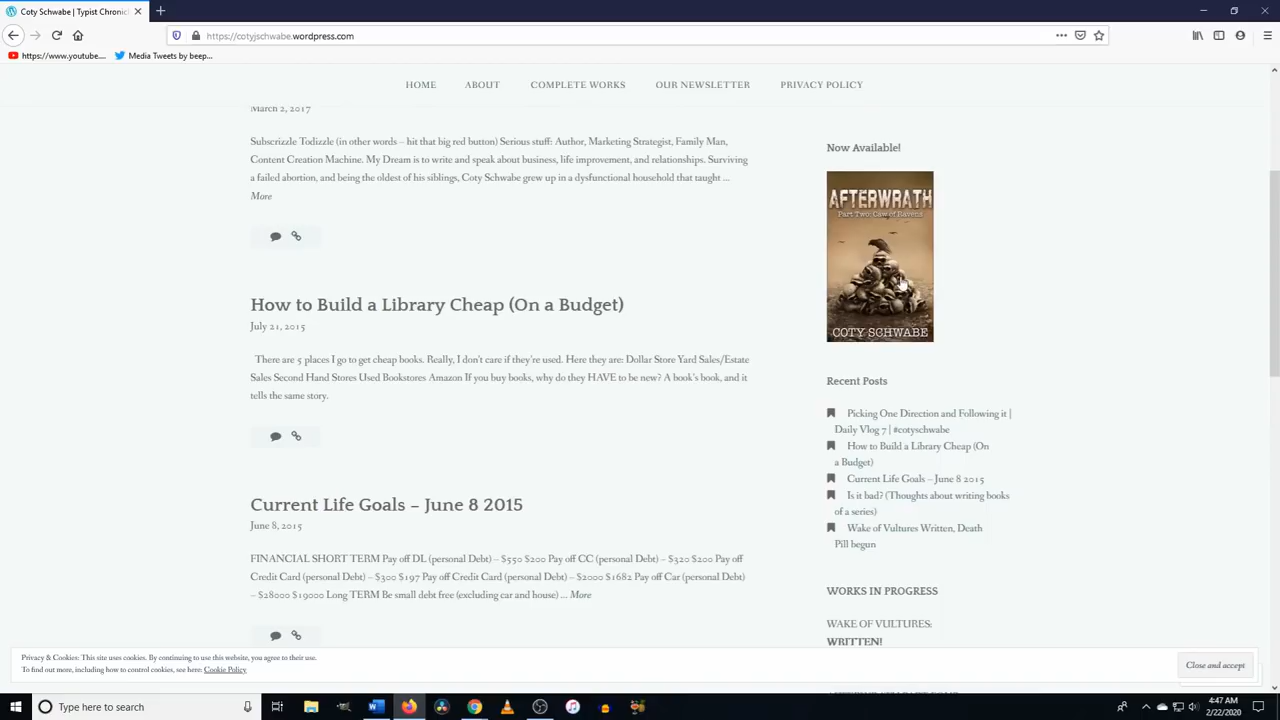 Coty Schwabe | Typist Chronicl
https://cotyjschwabe.wordpress.com
https://www.youtube....
Media Tweets by beep...
HOME ABOUT COMPLETE WORKS OUR NEWSLETTER PRIVACY POLICY
March 2, 2017
Subscrizzle Todizzle (in other words – hit that big red button) Serious stuff: Author, Marketing Strategist, Family Man,
Content Creation Machine. My Dream is to write and speak about business, life improvement, and relationships. Surviving
a failed abortion, and being the oldest of his siblings, Coty Schwabe grew up in a dysfunctional household that taught ...
More
How to Build a Library Cheap (On a Budget)
July 21, 2015
There are 5 places I go to get cheap books. Really, I don't care if they're used. Here they are: Dollar Store Yard Sales/Estate
Sales Second Hand Stores Used Bookstores Amazon If you buy books, why do they HAVE to be new? A book's book, and it
tells the same story.
Current Life Goals – June 8 2015
June 8, 2015
FINANCIAL SHORT TERM Pay off DL (personal Debt) – $550 $200 Pay off CC (personal Debt) – $320 $200 Pay off
Credit Card (personal Debt) – $300 $197 Pay off Credit Card (personal Debt) – $2000 $1682 Pay off Car (personal Debt)
– $28000 $19000 Long TERM Be small debt free (excluding car and house) ... More
Now Available!
AFTERWRATH
Part Two: Caw of Ravens
COTY SCHWABE
Recent Posts
Picking One Direction and Following it |
Daily Vlog 7 | #cotyschwabe
How to Build a Library Cheap (On
a Budget)
Current Life Goals – June 8 2015
Is it bad? (Thoughts about writing books
of a series)
Wake of Vultures Written, Death
Pill begun
WORKS IN PROGRESS
WAKE OF VULTURES:
WRITTEN!
Privacy & Cookies: This site uses cookies. By continuing to use this website, you agree to their use.
To find out more, including how to control cookies, see here: Cookie Policy
Close and accept
Type here to search
4:47 AM
2/22/2020